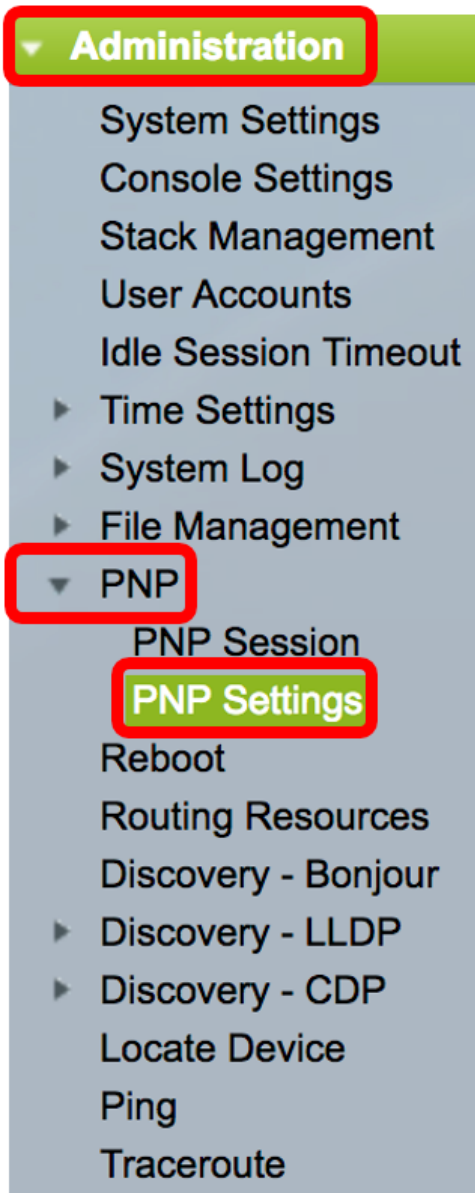 Administration
System Settings
Console Settings
Stack Management
User Accounts
Idle Session Timeout
Time Settings
System Log
File Management
PNP
PNP Session
PNP Settings
Reboot
Routing Resources
Discovery - Bonjour
Discovery - LLDP
Discovery - CDP
Locate Device
Ping
Traceroute